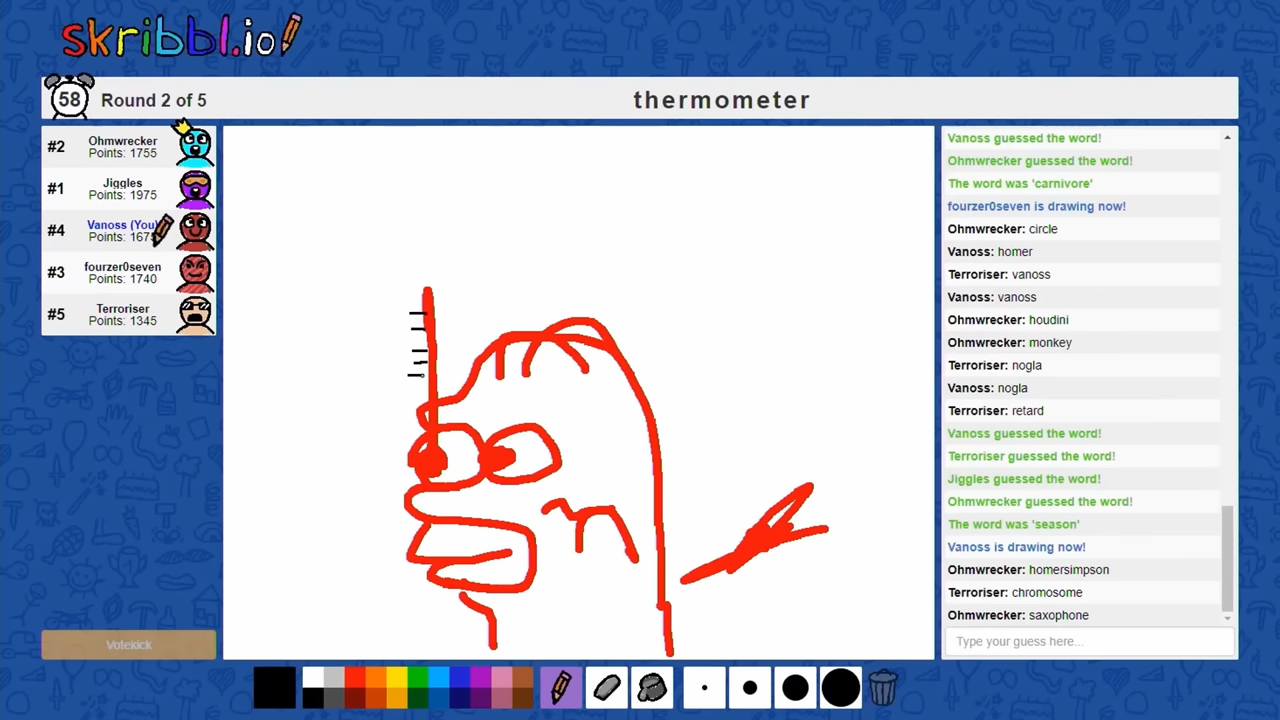 skribbl.io
58
Round 2 of 5
thermometer
#2
Ohmwrecker
Points: 1755
#1
Jiggles
Points: 1975
#4
Vanoss (You)
Points: 1675
#3
fourzer0seven
Points: 1740
#5
Terroriser
Points: 1345
Votekick
Vanoss guessed the word!
Ohmwrecker guessed the word!
The word was 'carnivore'
fourzer0seven is drawing now!
Ohmwrecker: circle
Vanoss: homer
Terroriser: vanoss
Vanoss: vanoss
Ohmwrecker: houdini
Ohmwrecker: monkey
Terroriser: nogla
Vanoss: nogla
Terroriser: retard
Vanoss guessed the word!
Terroriser guessed the word!
Jiggles guessed the word!
Ohmwrecker guessed the word!
The word was 'season'
Vanoss is drawing now!
Ohmwrecker: homersimpson
Terroriser: chromosome
Ohmwrecker: saxophone
Type your guess here...